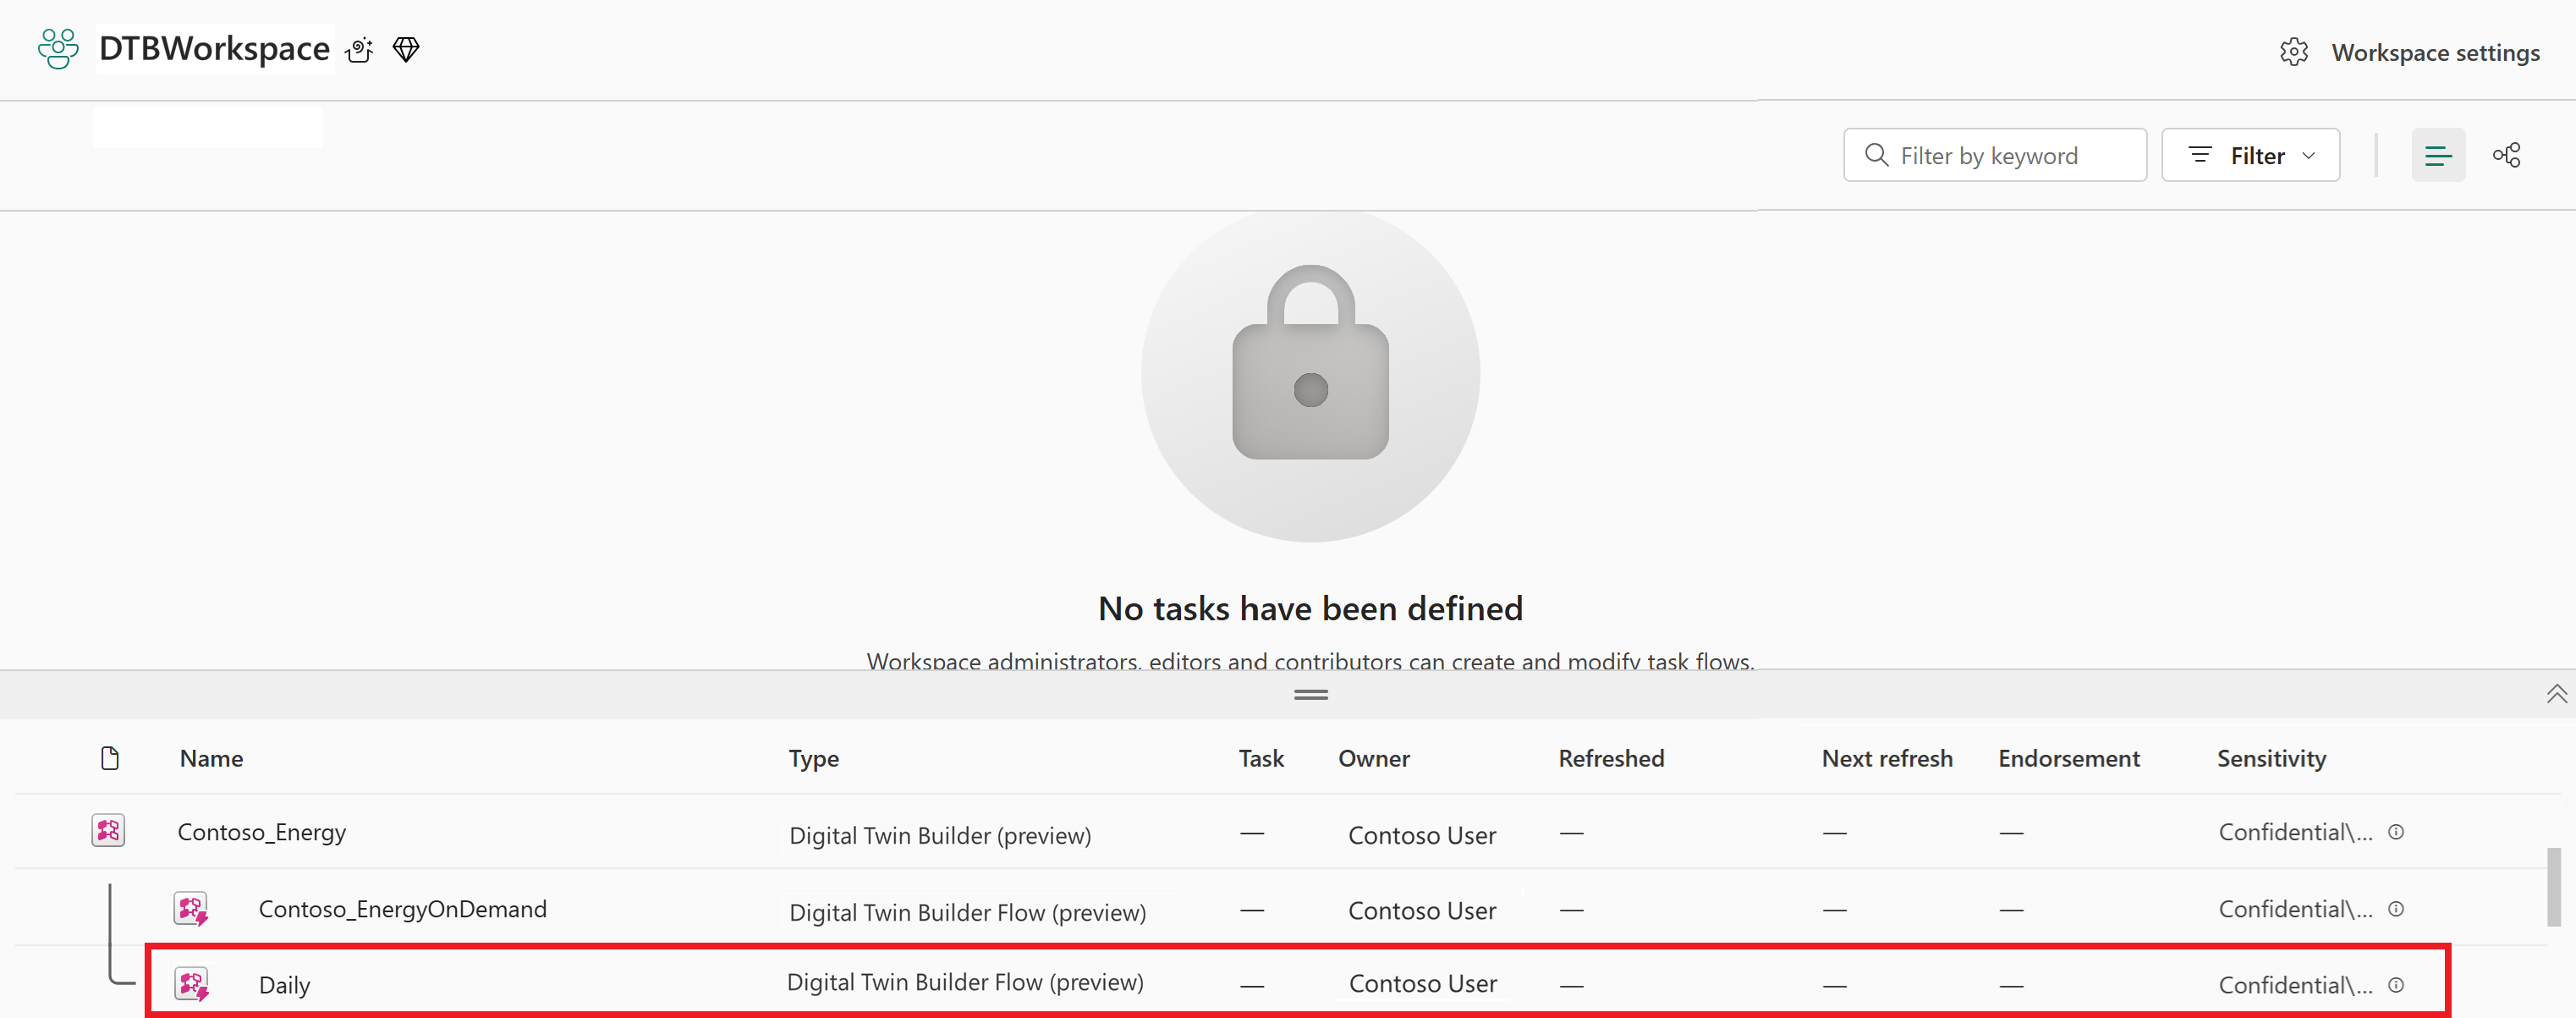 DTBWorkspace
Workspace settings
Filter by keyword
Filter
No tasks have been defined
Workspace administrators, editors and contributors can create and modify task flows.
Name Type Task Owner Refreshed Next refresh Endorsement Sensitivity
Contoso_Energy Digital Twin Builder (preview) — Contoso User — — — Confidential\...
Contoso_EnergyOnDemand Digital Twin Builder Flow (preview) — Contoso User — — — Confidential\...
Daily Digital Twin Builder Flow (preview) — Contoso User — — — Confidential\...